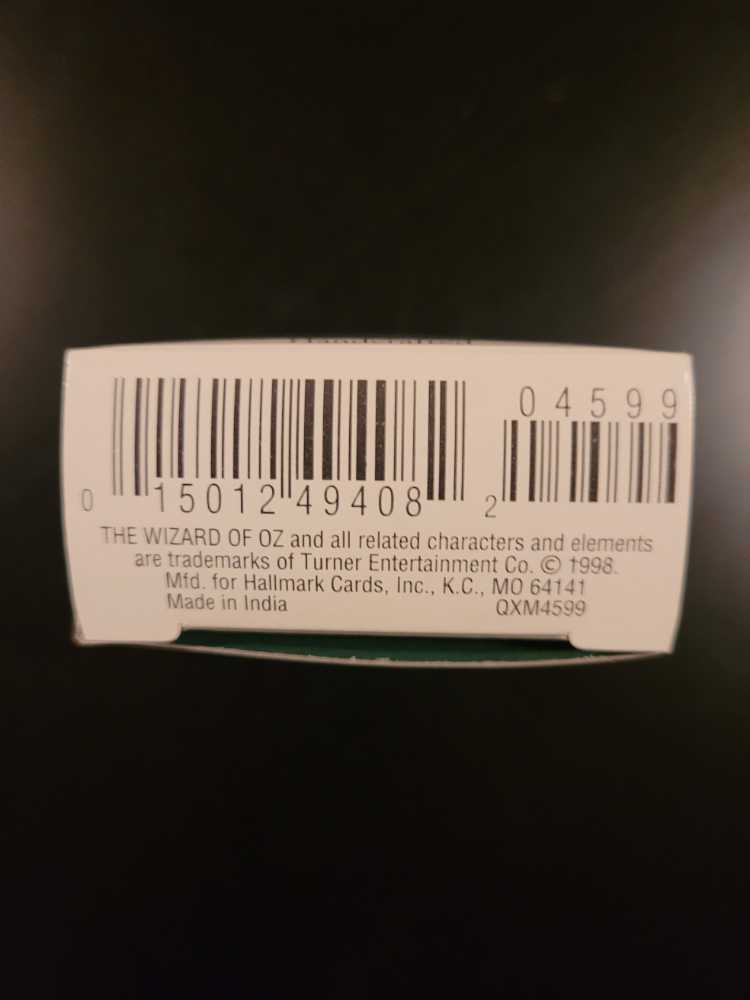 Handcrafted
04599
0 15012 49408 2
THE WIZARD OF OZ and all related characters and elements
are trademarks of Turner Entertainment Co. © 1998.
Mfd. for Hallmark Cards, Inc., K.C., MO 64141
Made in India QXM4599